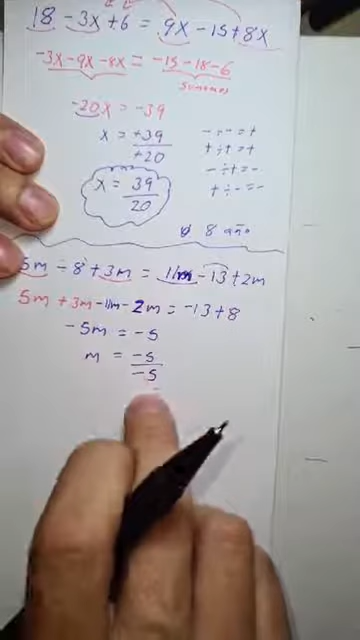 18 - 3x + 6 = 9x - 15 + 8x
-3x - 9x - 8x = -15 - 18 - 6
sumamos
-20x = -39
x = +39
+20
- ÷ - = +
+ ÷ + = +
- ÷ + = -
+ ÷ - = -
x = 39
20
8 año
5m - 8 + 3m = 11m - 13 + 2m
5m + 3m - 11m - 2m = -13 + 8
-5m = -5
m = -5
-5